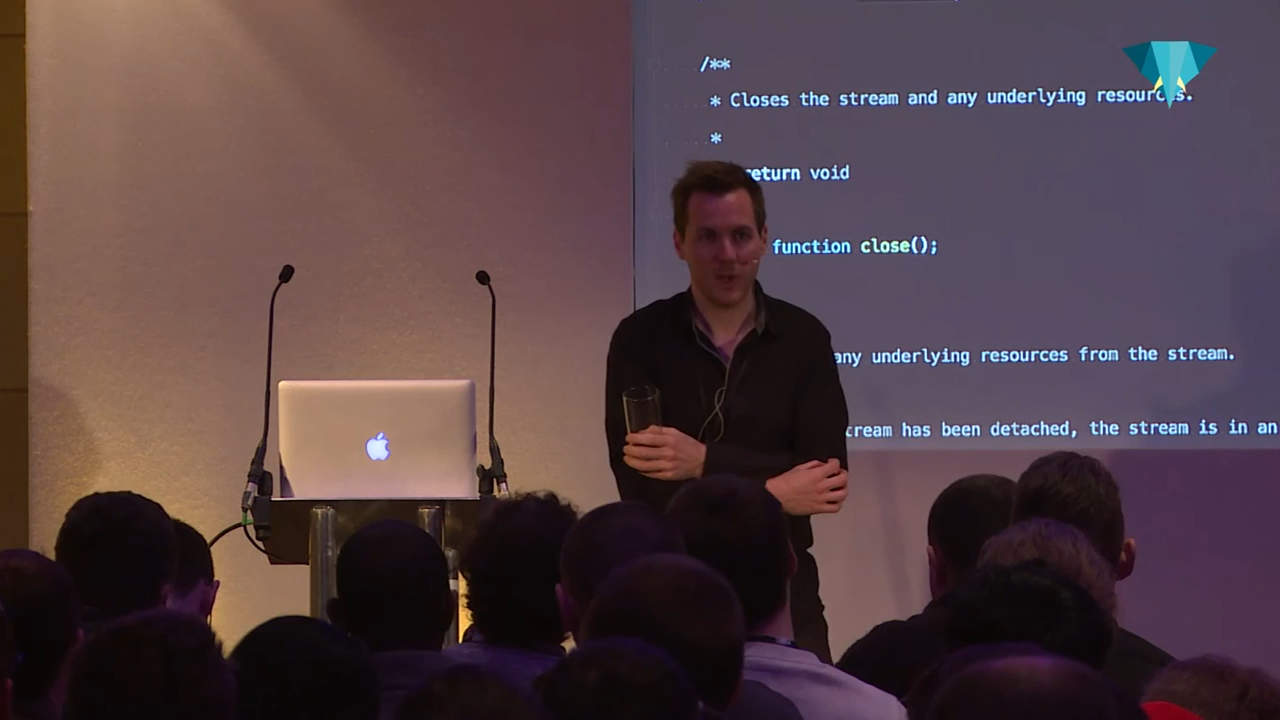 /**
* Closes the stream and any underlying resources.
*
return void
function close();
any underlying resources from the stream.
stream has been detached, the stream is in an